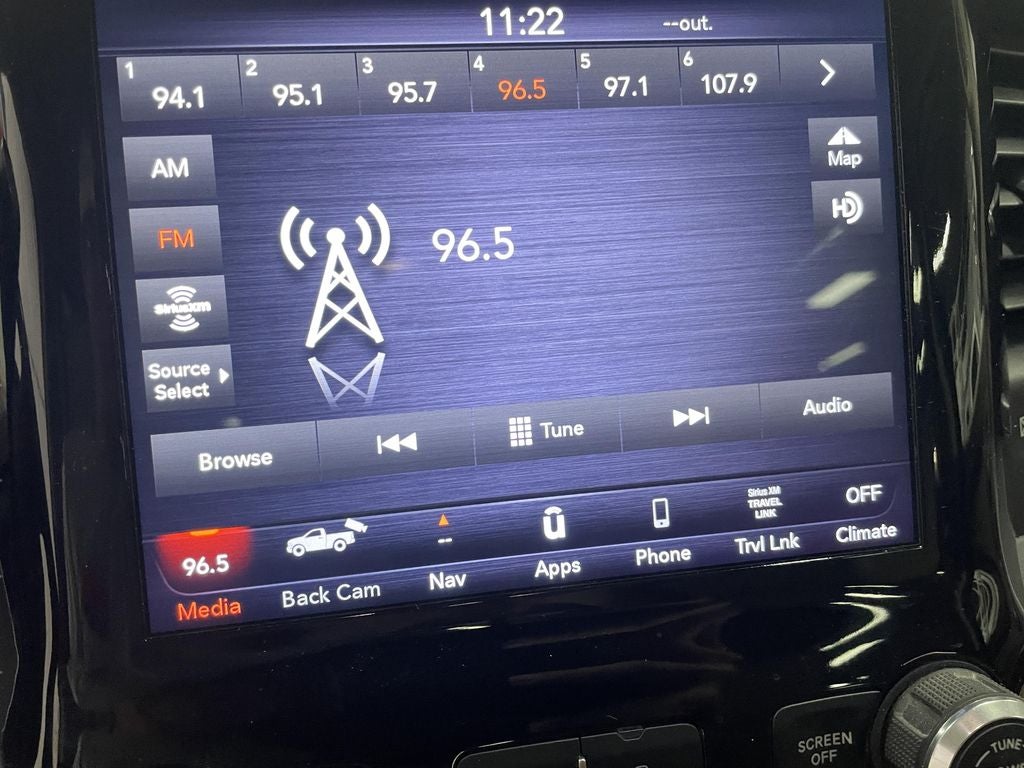 11:22
--out.
1 2 3 4 5 6
94.1 95.1 95.7 96.5 97.1 107.9
AM
Map
FM
HD
96.5
SiriusXM
Source
Select
Browse
Tune
Audio
96.5
--
SiriusXM
TRAVEL
LINK
OFF
Media
Back Cam
Nav
Apps
Phone
Trvl Lnk
Climate
SCREEN
OFF
TUNE